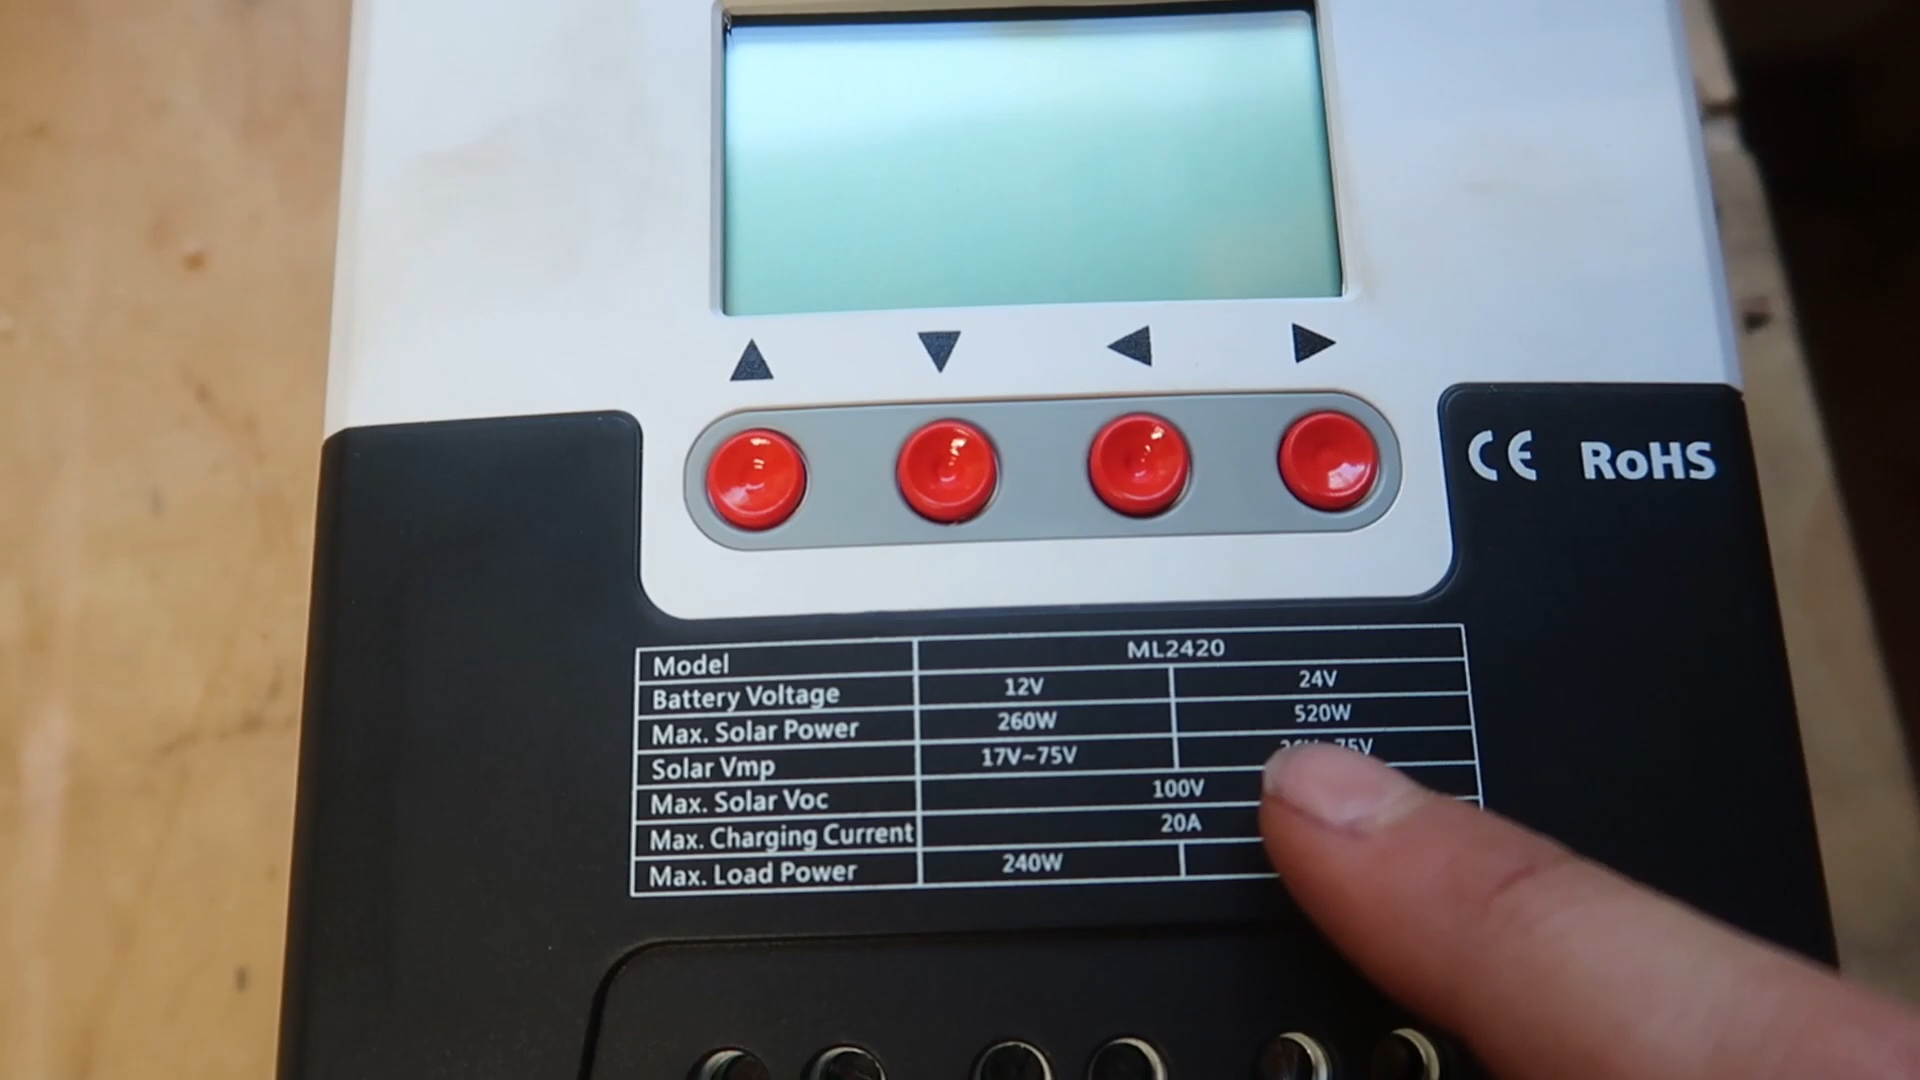 CE RoHS
Model ML2420
Battery Voltage 12V 24V
Max. Solar Power 260W 520W
Solar Vmp 17V~75V 75V
Max. Solar Voc 100V
Max. Charging Current 20A
Max. Load Power 240W